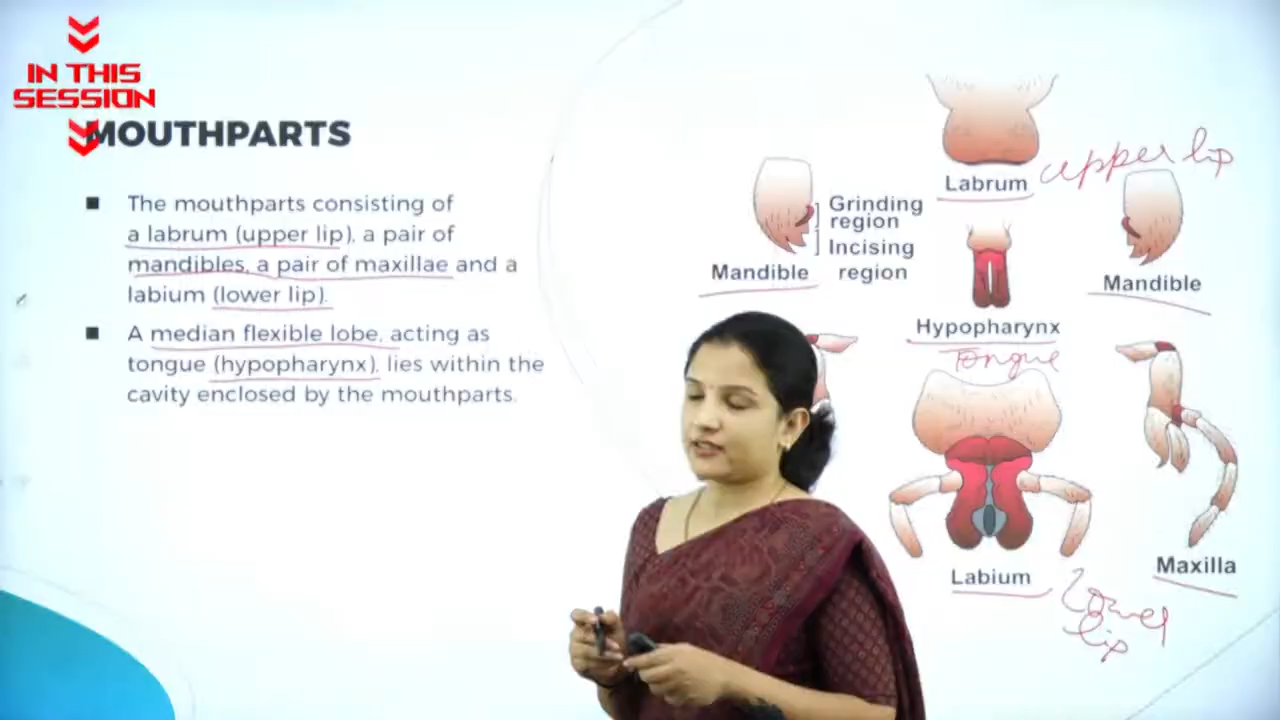 IN THIS
SESSION
MOUTHPARTS
■ The mouthparts consisting of
a labrum (upper lip), a pair of
mandibles, a pair of maxillae and a
labium (lower lip).
■ A median flexible lobe, acting as
tongue (hypopharynx), lies within the
cavity enclosed by the mouthparts.
Labrum
upper lip
Grinding
region
Incising
region
Mandible
Mandible
Hypopharynx
Tongue
Labium
Lower
lip
Maxilla